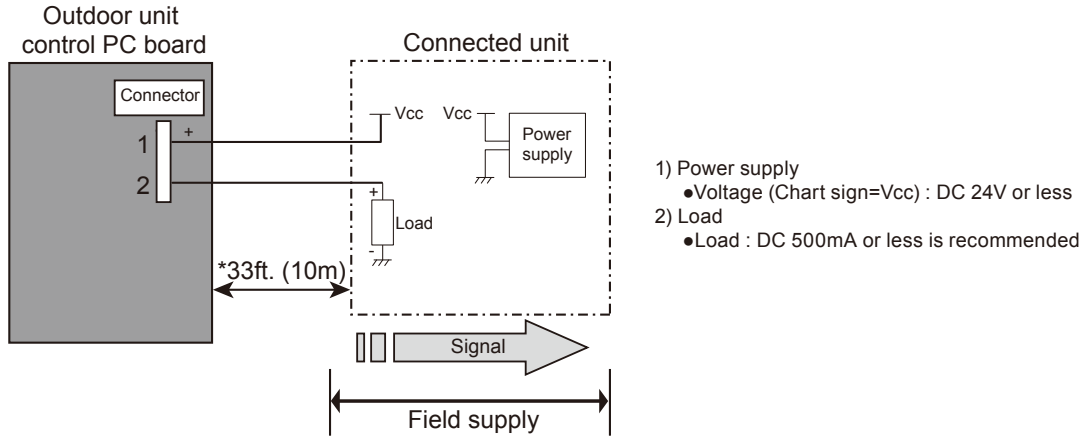 Outdoor unit
control PC board
Connected unit
Connector
1
+
2
Vcc
Vcc
Power
supply
+
Load
-
*33ft. (10m)
Signal
Field supply
1) Power supply
●Voltage (Chart sign=Vcc) : DC 24V or less
2) Load
●Load : DC 500mA or less is recommended